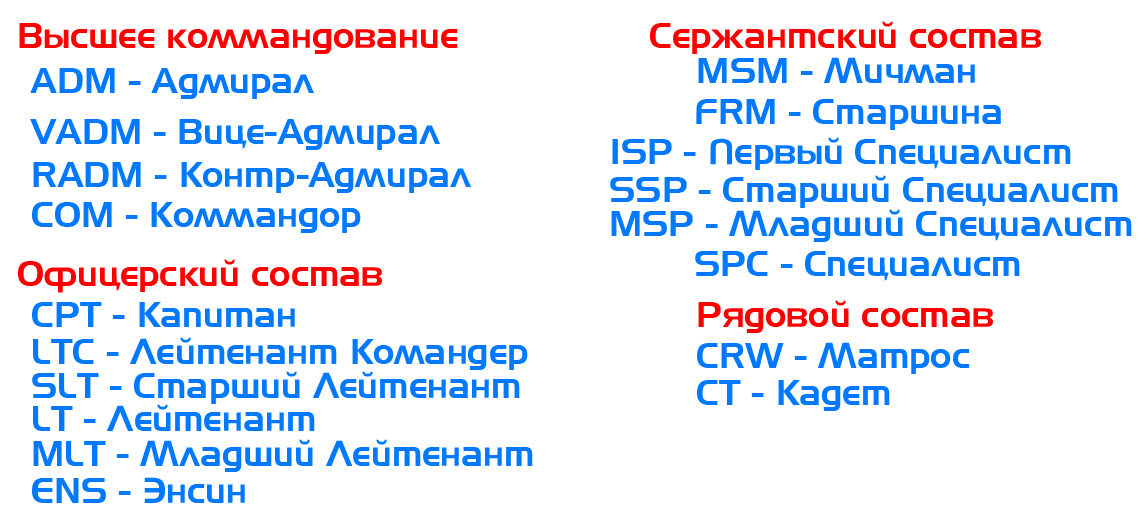 Высшее коммандование
ADM - Адмирал
VADM - Вице-Адмирал
RADM - Контр-Адмирал
COM - Коммандор
Офицерский состав
CPT - Капитан
LTC - Лейтенант Командер
SLT - Старший Лейтенант
LT - Лейтенант
MLT - Младший Лейтенант
ENS - Энсин
Сержантский состав
MSM - Мичман
FRM - Старшина
ISP - Первый Специалист
SSP - Старший Специалист
MSP - Младший Специалист
SPC - Специалист
Рядовой состав
CRW - Матрос
CT - Кадет